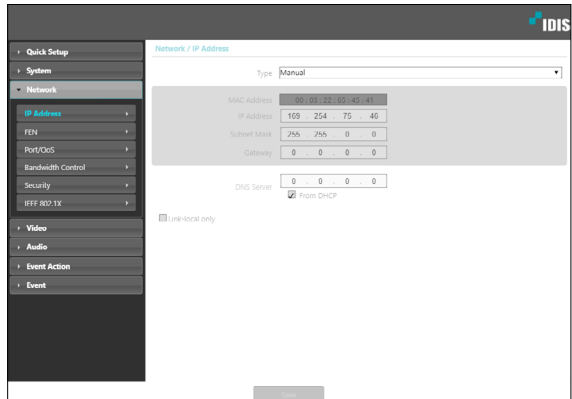 IDIS
Quick Setup
System
Network
IP Address
FEN
Port/QoS
Bandwidth Control
Security
IEEE 802.1X
Video
Audio
Event Action
Event
Network / IP Address
Type Manual
MAC Address 00 : 03 : 22 : 65 : 45 : 41
IP Address 169 . 254 . 75 . 46
Subnet Mask 255 . 255 . 0 . 0
Gateway 0 . 0 . 0 . 0
DNS Server 0 . 0 . 0 . 0
From DHCP
Link-local only
Save